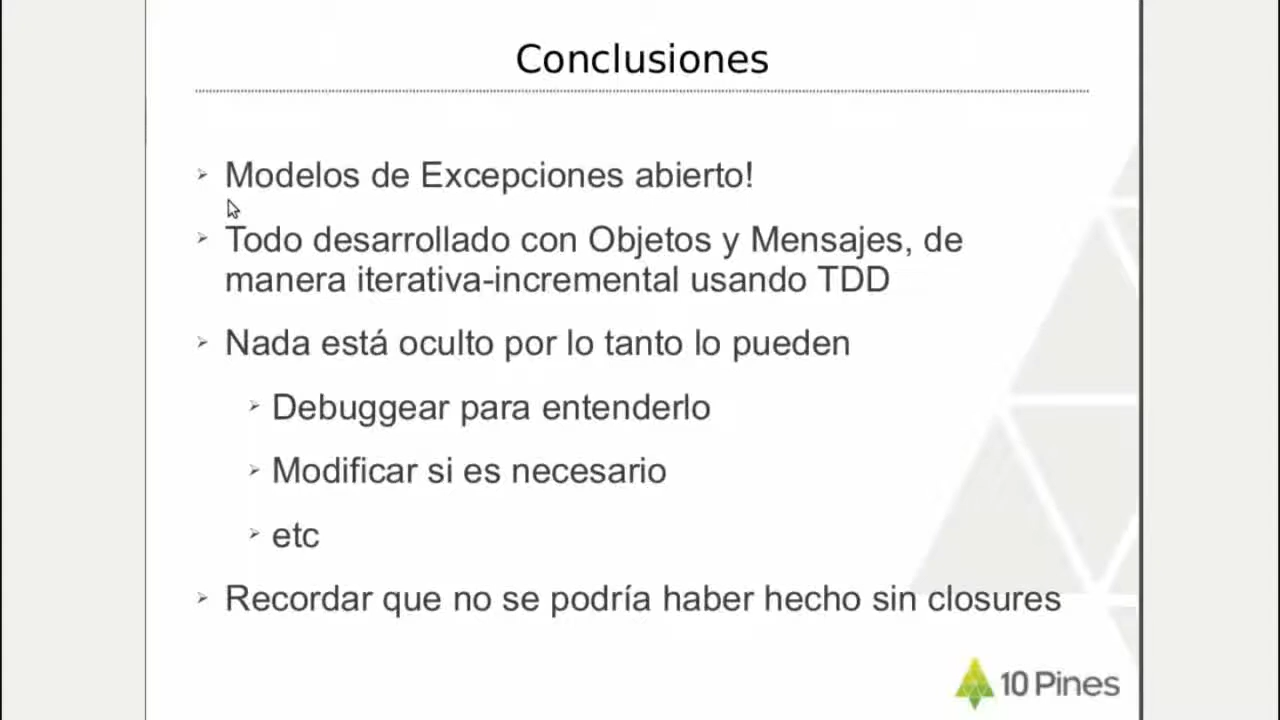 Conclusiones
Modelos de Excepciones abierto!
Todo desarrollado con Objetos y Mensajes, de
manera iterativa-incremental usando TDD
Nada está oculto por lo tanto lo pueden
Debuggear para entenderlo
Modificar si es necesario
etc
Recordar que no se podría haber hecho sin closures
10 Pines